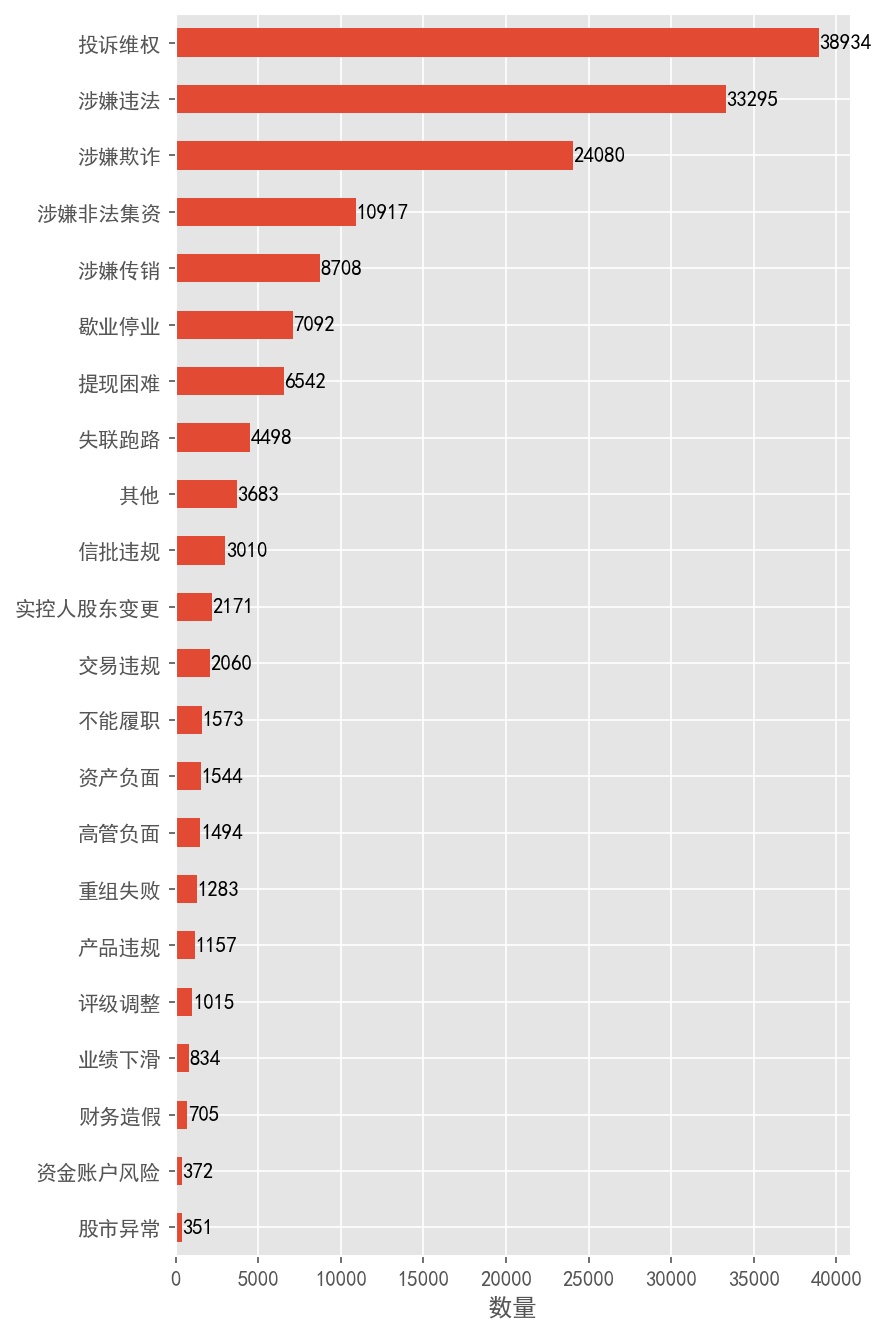 投诉维权 38934
涉嫌违法 33295
涉嫌欺诈 24080
涉嫌非法集资 10917
涉嫌传销 8708
歇业停业 7092
提现困难 6542
失联跑路 4498
其他 3683
信批违规 3010
实控人股东变更 2171
交易违规 2060
不能履职 1573
资产负面 1544
高管负面 1494
重组失败 1283
产品违规 1157
评级调整 1015
业绩下滑 834
财务造假 705
资金账户风险 372
股市异常 351
0 5000 10000 15000 20000 25000 30000 35000 40000
数量